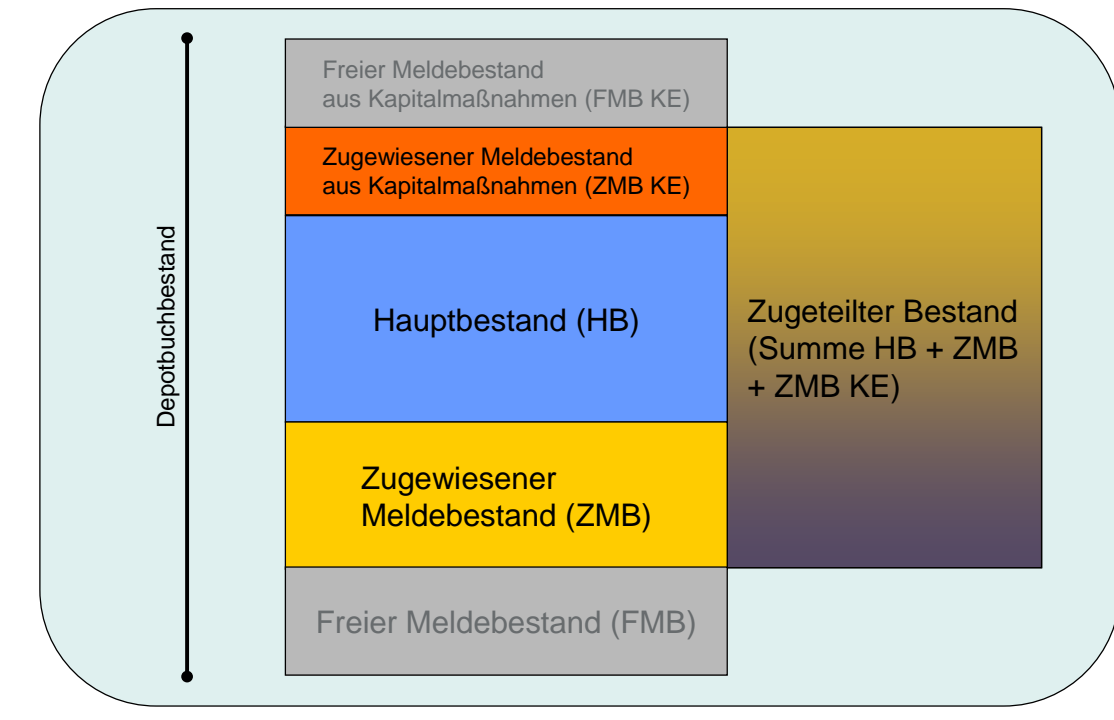 Depotbuchbestand
Freier Meldebestand
aus Kapitalmaßnahmen (FMB KE)
Zugewiesener Meldebestand
aus Kapitalmaßnahmen (ZMB KE)
Hauptbestand (HB)
Zugewiesener
Meldebestand (ZMB)
Freier Meldebestand (FMB)
Zugeteilter Bestand
(Summe HB + ZMB
+ ZMB KE)